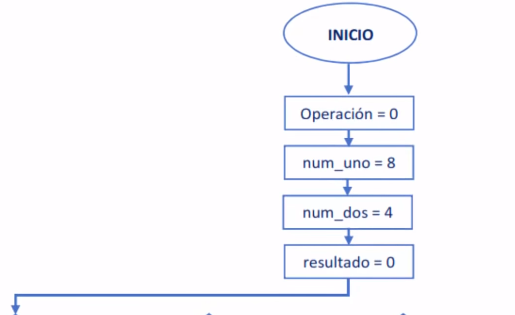 INICIO
Operación = 0
num_uno = 8
num_dos = 4
resultado = 0